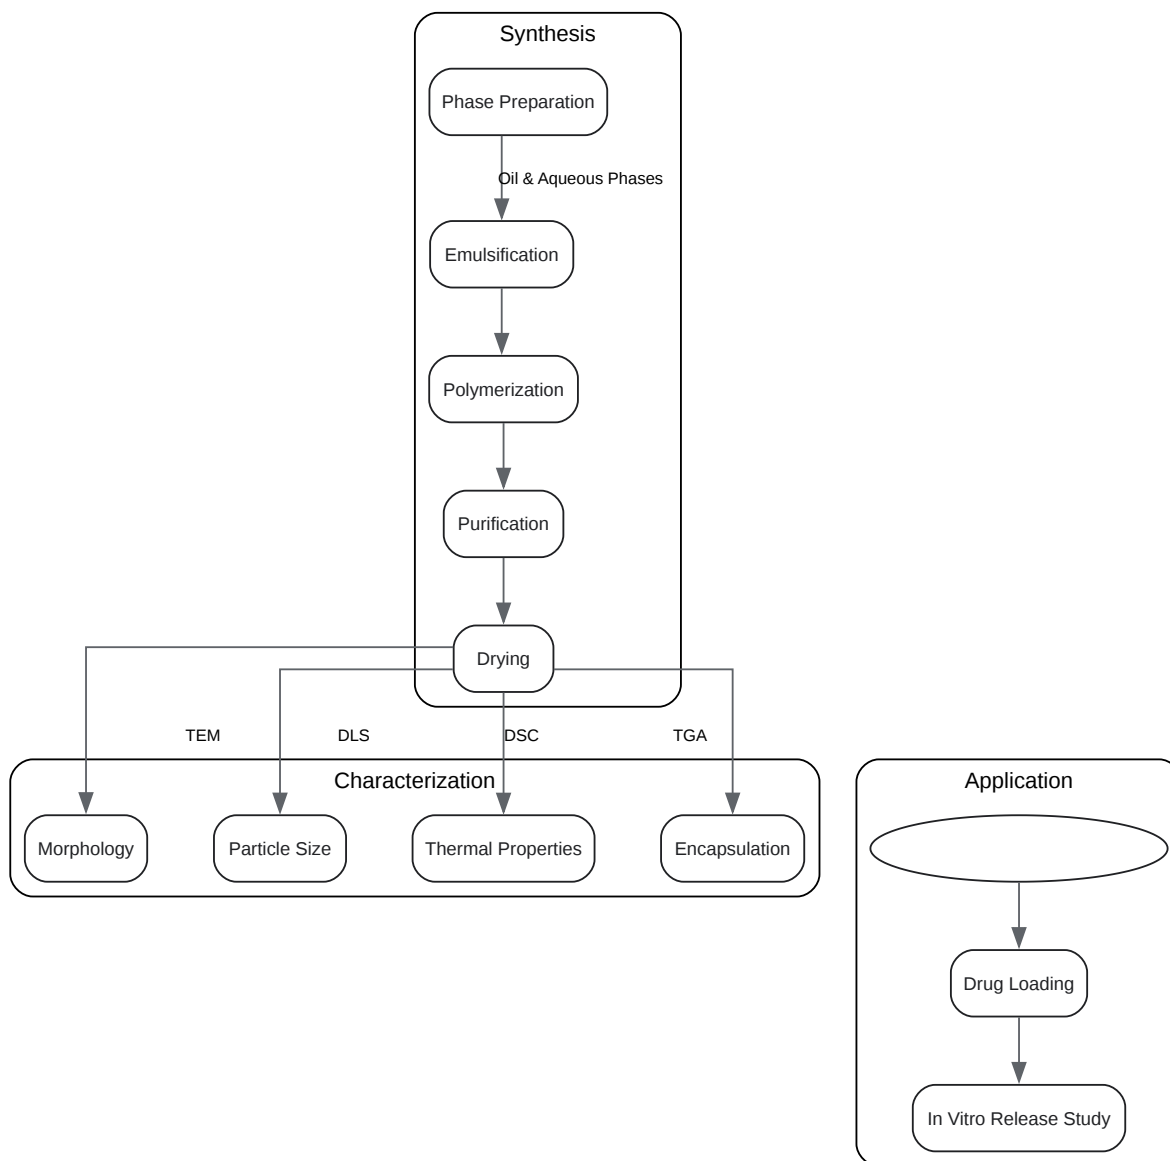 Synthesis
Phase Preparation
Oil & Aqueous Phases
Emulsification
Polymerization
Purification
Drying
TEM
DLS
DSC
TGA
Characterization
Morphology
Particle Size
Thermal Properties
Encapsulation
Application
Drug Loading
In Vitro Release Study